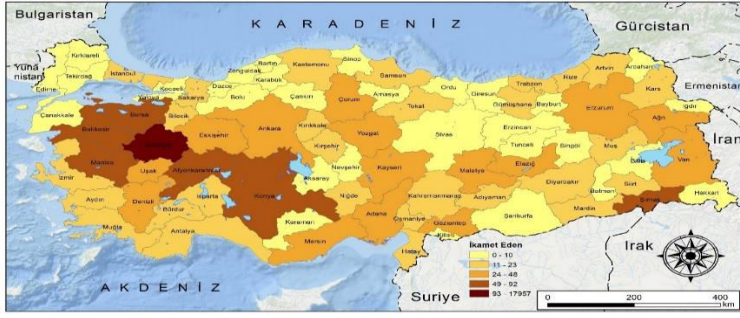 Bulgaristan
KARADENİZ
Gürcistan
Yuna
nistan
Ermenistan
İran
Kırklareli
Edirne
Tekirdağ
İstanbul
Kocaeli
Sakarya
Düzce
Bolu
Zonguldak
Bartın
Karabük
Kastamonu
Sinop
Çankırı
Samsun
Çorum
Amasya
Tokat
Ordu
Giresun
Trabzon
Rize
Artvin
Ardahan
Kars
Iğdır
Gümüşhane
Bayburt
Erzurum
Ağrı
Çanakkale
Balıkesir
Bursa
Bilecik
Eskişehir
Ankara
Kırıkkale
Yozgat
Sivas
Erzincan
Tunceli
Bingöl
Muş
Bitlis
Van
Manisa
Uşak
Afyonkarahisar
Kırşehir
Nevşehir
Kayseri
Malatya
Elazığ
Diyarbakır
Batman
Siirt
Hakkari
Şırnak
İzmir
Aydın
Denizli
Burdur
Isparta
Konya
Aksaray
Niğde
Kahramanmaraş
Adıyaman
Mardin
Şanlıurfa
Muğla
Antalya
Karaman
Mersin
Adana
Osmaniye
Gaziantep
Kilis
Hatay
AKDENİZ
Suriye
Irak
İkamet Eden
0 - 10
11 - 23
24 - 48
49 - 92
93 - 17957
0 200 400
km